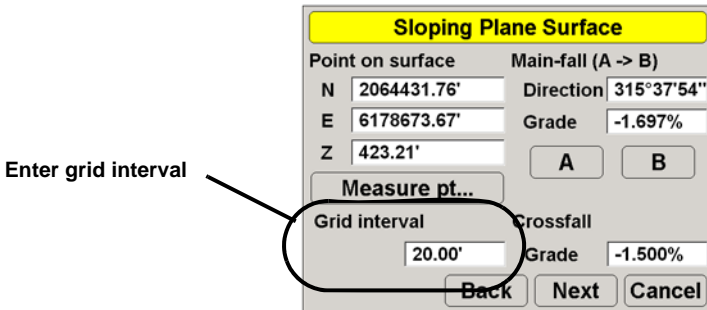 Sloping Plane Surface
Point on surface Main-fall (A -> B)
N 2064431.76' Direction 315°37'54"
E 6178673.67' Grade -1.697%
Z 423.21' A B
Enter grid interval
Measure pt...
Grid interval Crossfall
20.00' Grade -1.500%
Back Next Cancel